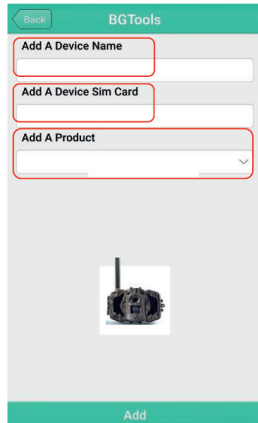 Back
BGTools
Add A Device Name
Add A Device Sim Card
Add A Product
Add